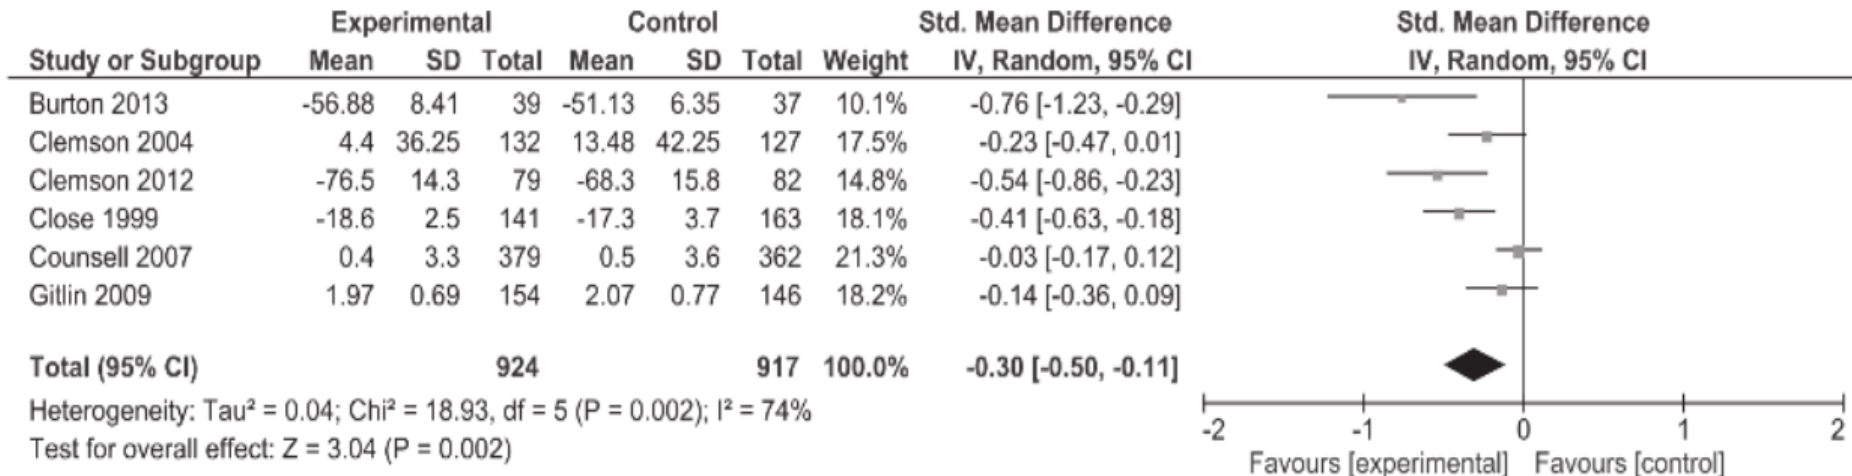 Experimental Control Std. Mean Difference Std. Mean Difference
Study or Subgroup Mean SD Total Mean SD Total Weight IV, Random, 95% CI IV, Random, 95% CI
Burton 2013 -56.88 8.41 39 -51.13 6.35 37 10.1% -0.76 [-1.23, -0.29]
Clemson 2004 4.4 36.25 132 13.48 42.25 127 17.5% -0.23 [-0.47, 0.01]
Clemson 2012 -76.5 14.3 79 -68.3 15.8 82 14.8% -0.54 [-0.86, -0.23]
Close 1999 -18.6 2.5 141 -17.3 3.7 163 18.1% -0.41 [-0.63, -0.18]
Counsell 2007 0.4 3.3 379 0.5 3.6 362 21.3% -0.03 [-0.17, 0.12]
Gitlin 2009 1.97 0.69 154 2.07 0.77 146 18.2% -0.14 [-0.36, 0.09]
Total (95% CI) 924 917 100.0% -0.30 [-0.50, -0.11]
Heterogeneity: Tau² = 0.04; Chi² = 18.93, df = 5 (P = 0.002); I² = 74%
Test for overall effect: Z = 3.04 (P = 0.002)
-2 -1 0 1 2
Favours [experimental] Favours [control]